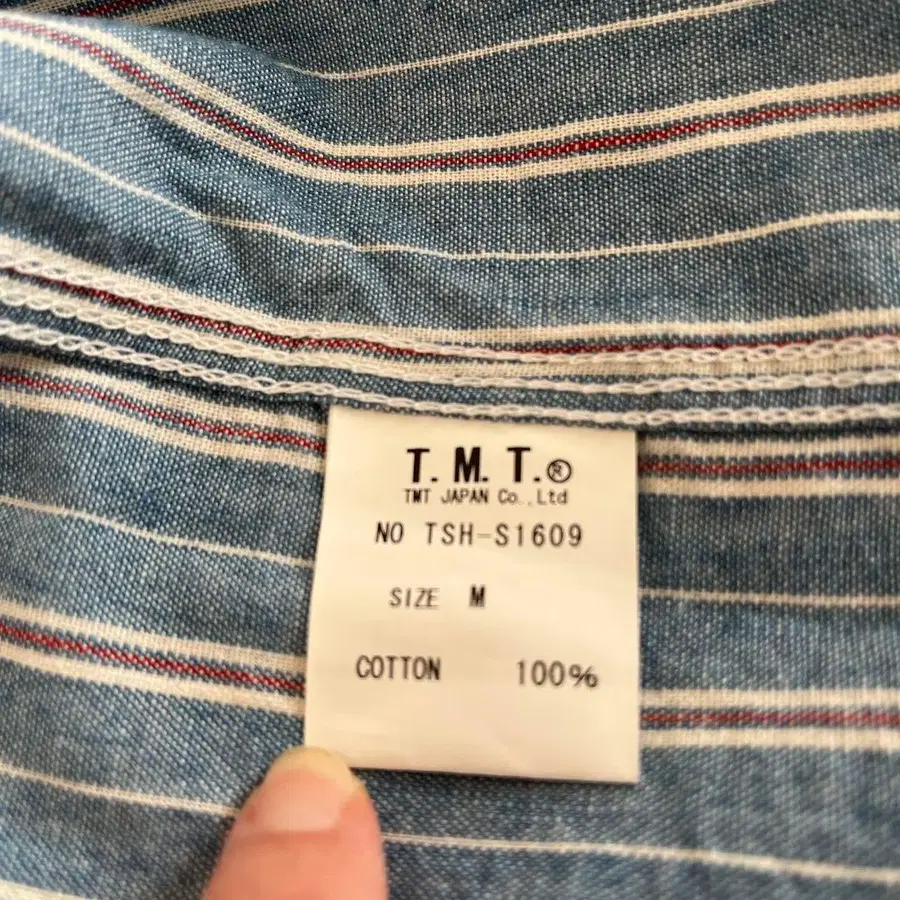 T. M. T.®
TMT JAPAN Co.,Ltd
NO TSH-S1609
SIZE M
COTTON 100%